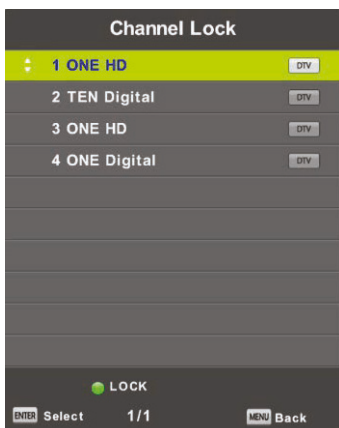 Channel Lock
1 ONE HD DTV
2 TEN Digital DTV
3 ONE HD DTV
4 ONE Digital DTV
LOCK
ENTER Select 1/1 MENU Back